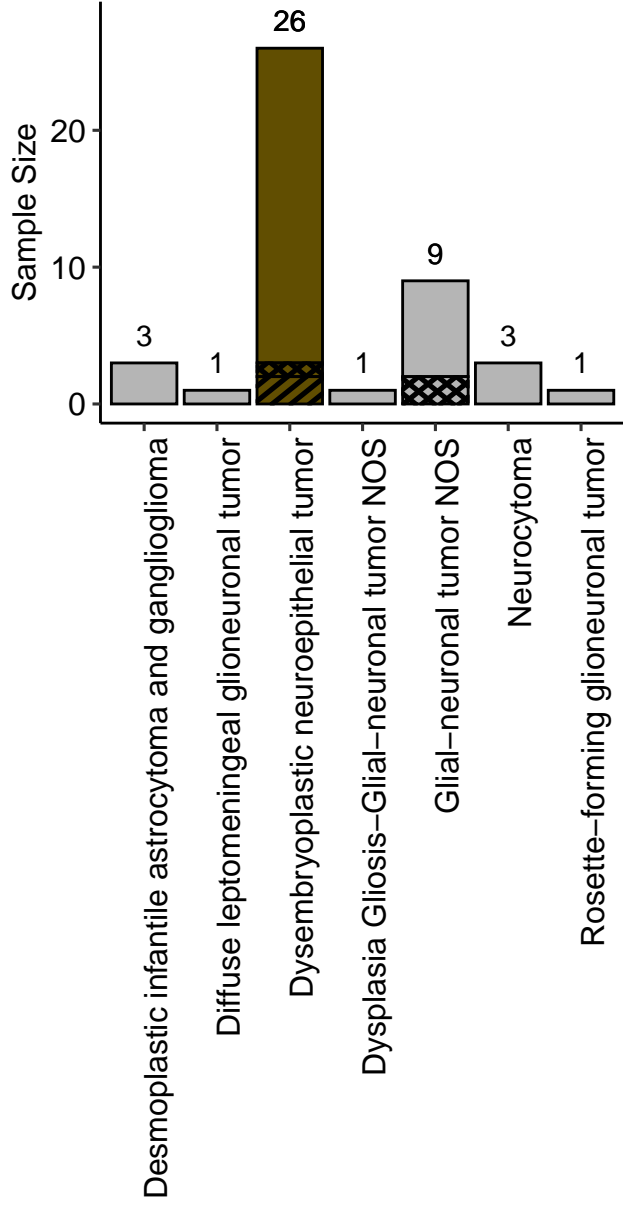 Sample Size
20
10
0
3
1
26
1
9
3
1
Desmoplastic infantile astrocytoma and ganglioglioma
Diffuse leptomeningeal glioneuronal tumor
Dysembryoplastic neuroepithelial tumor
Dysplasia Gliosis−Glial−neuronal tumor NOS
Glial−neuronal tumor NOS
Neurocytoma
Rosette−forming glioneuronal tumor